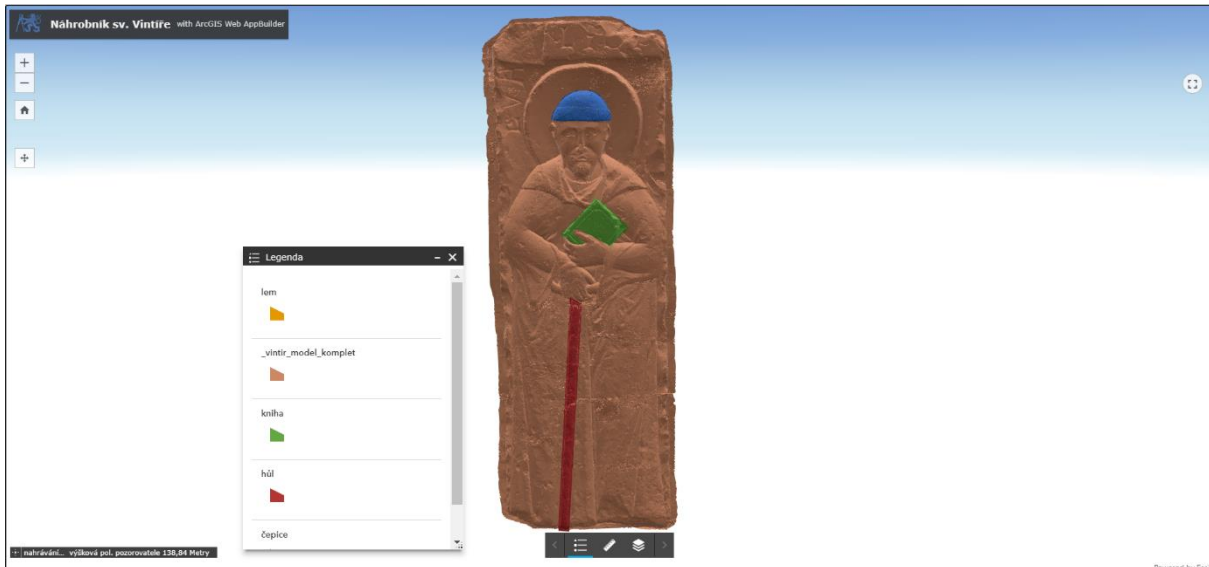 Náhrobník sv. Vintíře with ArcGIS Web AppBuilder
Legenda
lem
_vintir_model_komplet
kniha
hůl
čepice
nahrávání... výšková pol. pozorovatele 138,84 Metry